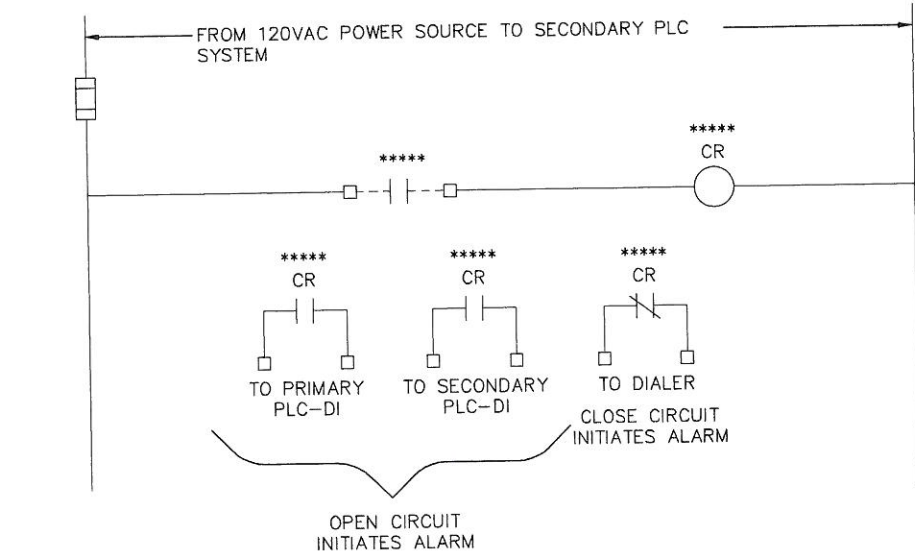 FROM 120VAC POWER SOURCE TO SECONDARY PLC
SYSTEM
*****
CR
*****
*****
CR
*****
CR
*****
CR
TO PRIMARY
PLC-DI
TO SECONDARY
PLC-DI
TO DIALER
CLOSE CIRCUIT
INITIATES ALARM
OPEN CIRCUIT
INITIATES ALARM